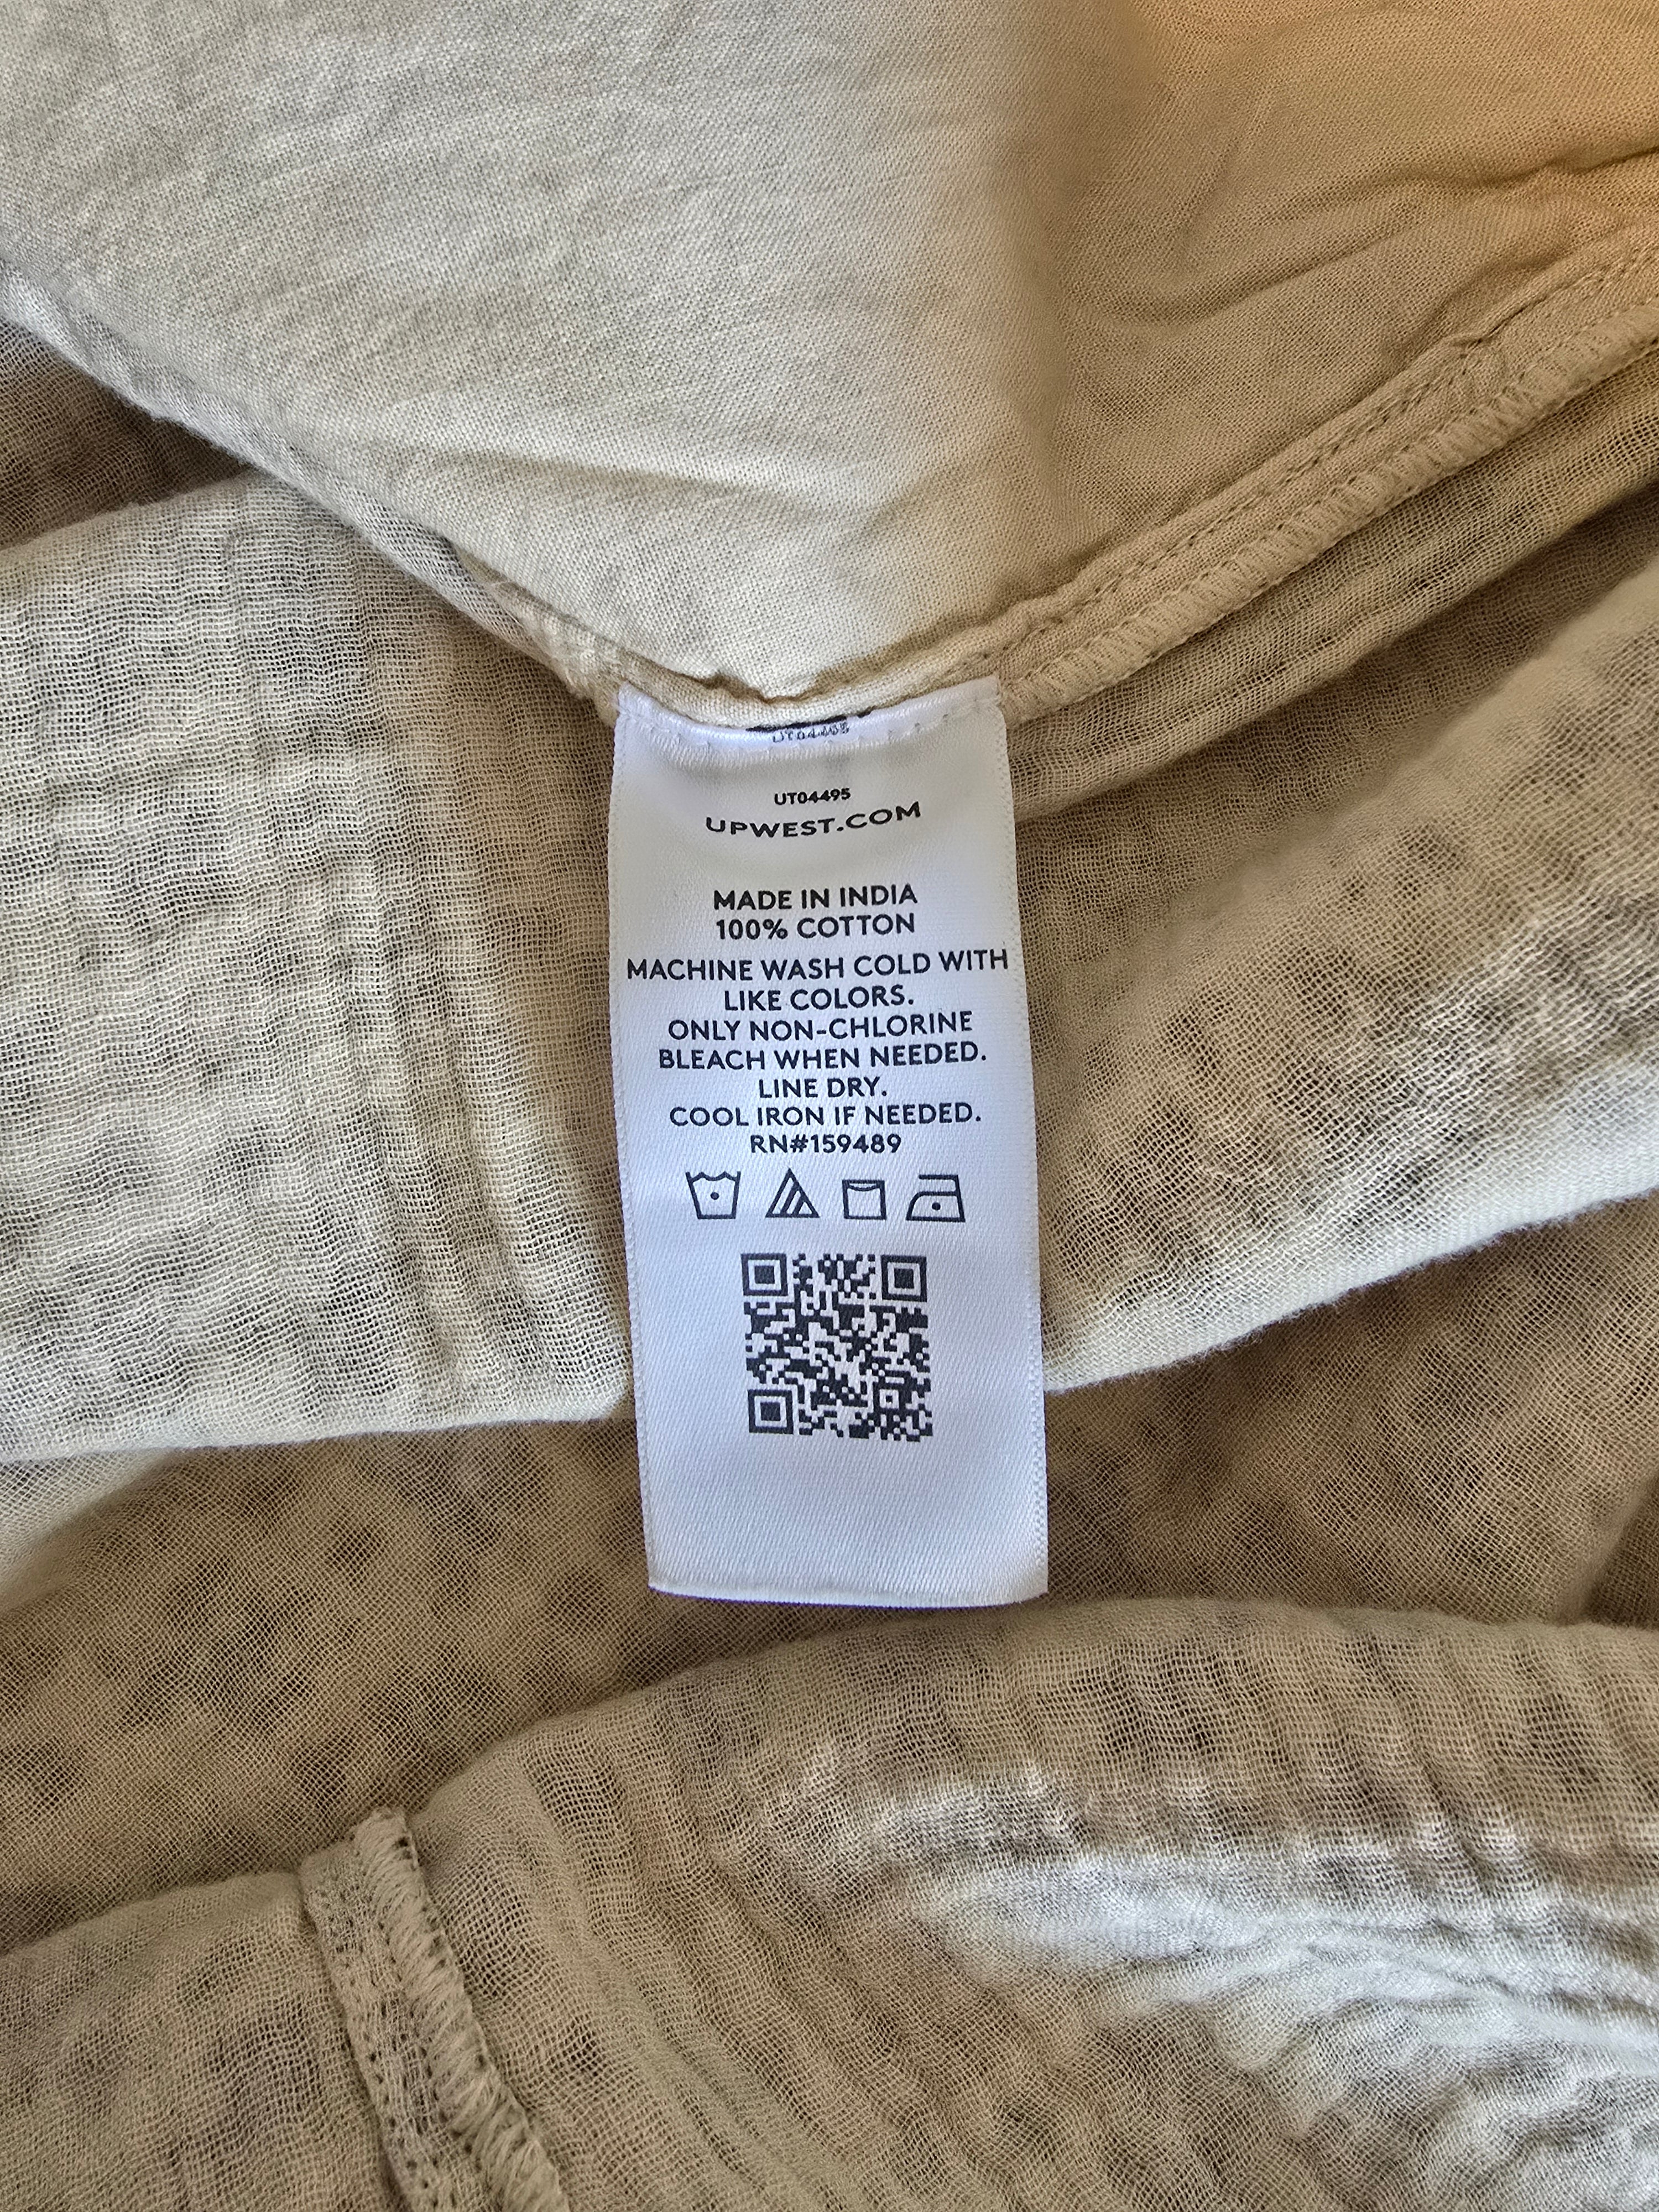 UT04495
UPWEST.COM
MADE IN INDIA
100% COTTON
MACHINE WASH COLD WITH
LIKE COLORS.
ONLY NON-CHLORINE
BLEACH WHEN NEEDED.
LINE DRY.
COOL IRON IF NEEDED.
RN#159489